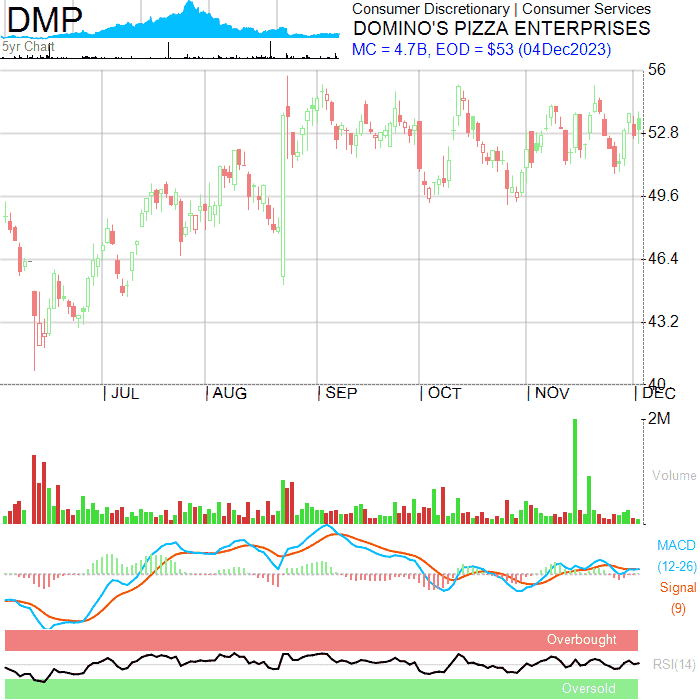 DMP
5yr Chart
Consumer Discretionary | Consumer Services
DOMINO'S PIZZA ENTERPRISES
MC = 4.7B, EOD = $53 (04Dec2023)
56
52.8
49.6
46.4
43.2
40
JUL
AUG
SEP
OCT
NOV
DEC
2M
Volume
MACD
(12-26)
Signal
(9)
Overbought
RSI(14)
Oversold